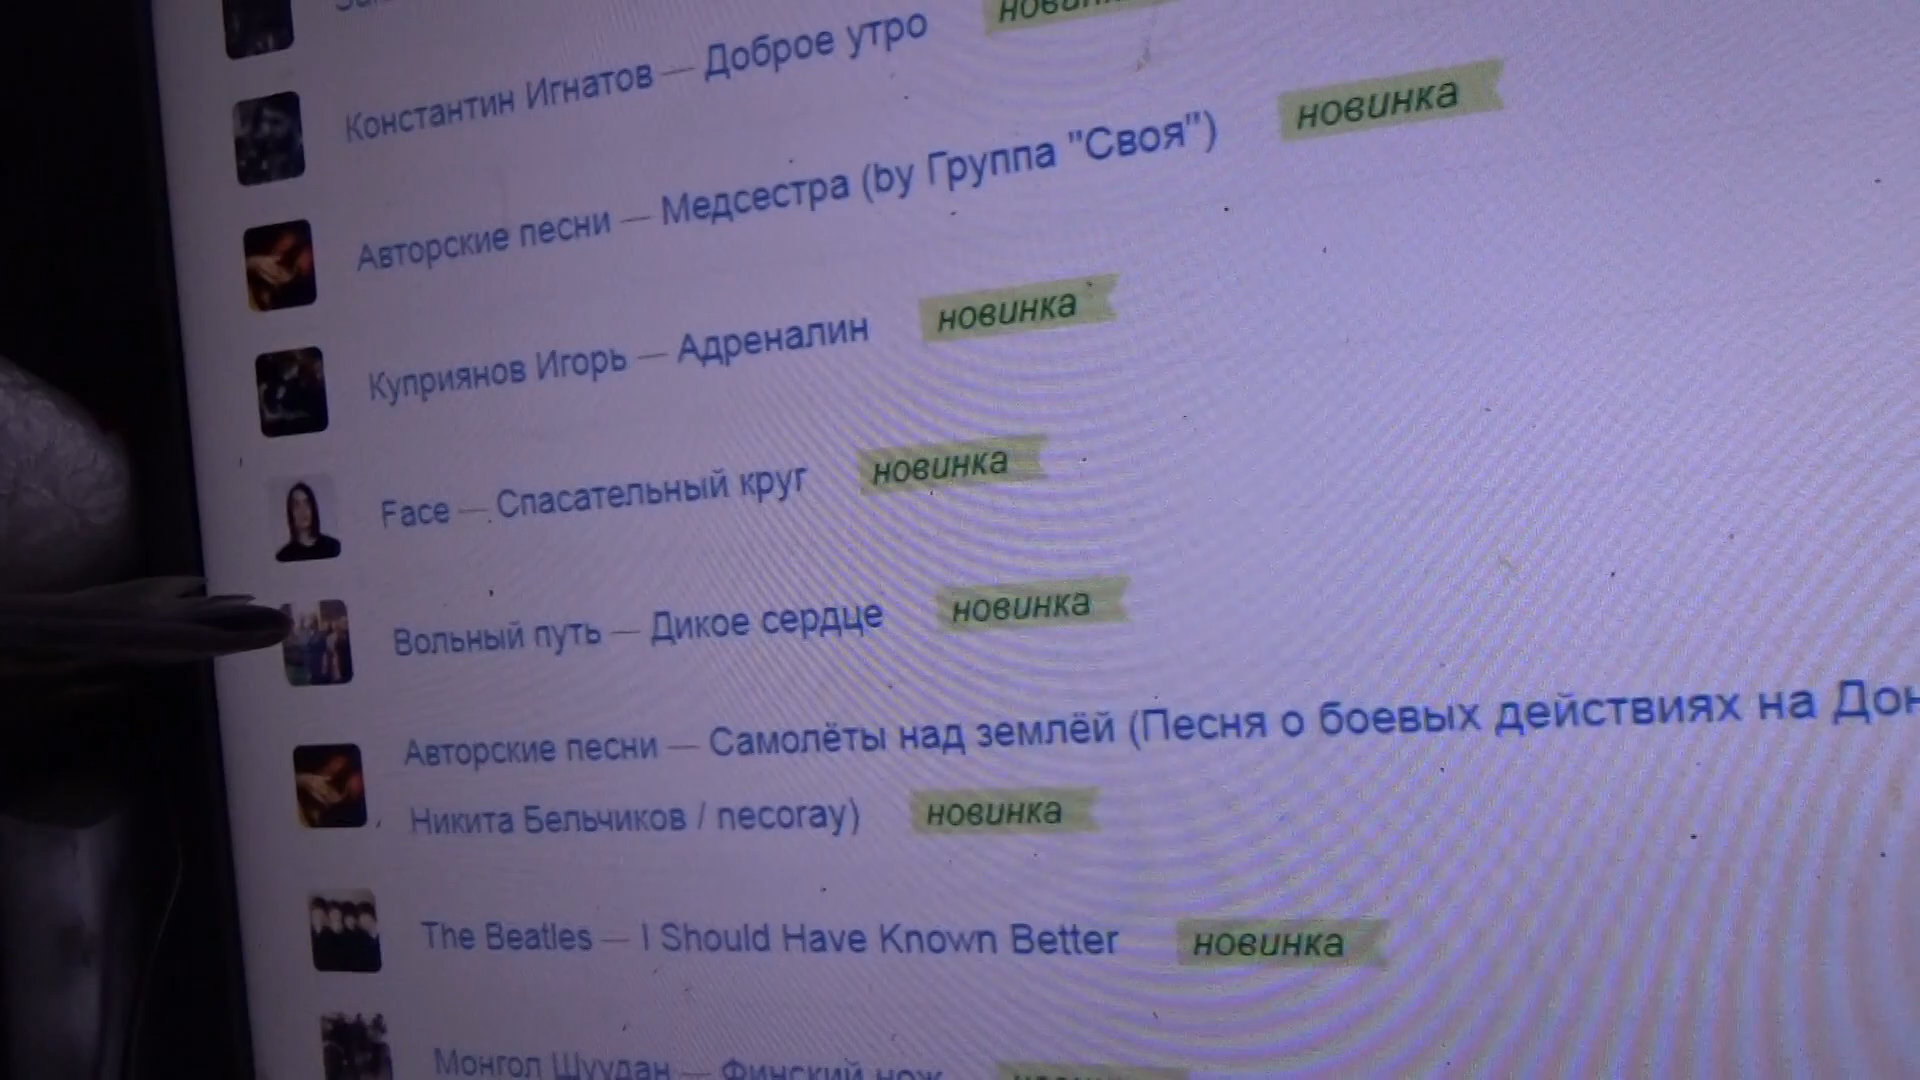 Константин Игнатов — Доброе утро
Авторские песни — Медсестра (by Группа "Своя") новинка
Куприянов Игорь — Адреналин новинка
Face — Спасательный круг новинка
Вольный путь — Дикое сердце новинка
Авторские песни — Самолёты над землёй (Песня о боевых действиях на
Никита Бельчиков / necoray) новинка
The Beatles — I Should Have Known Better новинка
Монгол Шуудан — Финский нож